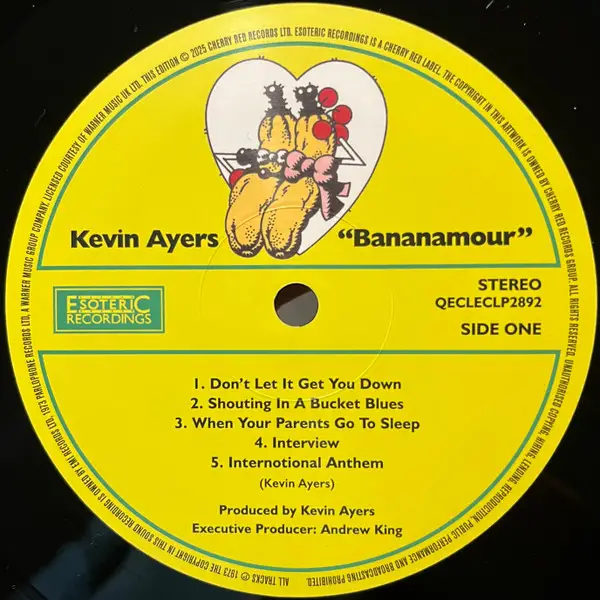 ALL TRACKS ℗ 1973 THE COPYRIGHT IN THIS SOUND RECORDING IS OWNED BY EMI RECORDS LTD. 1973 PARLOPHONE RECORDS LTD, A WARNER MUSIC GROUP COMPANY. LICENSED COURTESY OF WARNER MUSIC UK LTD. THIS EDITION ℗ © 2025 CHERRY RED RECORDS LTD. ESOTERIC RECORDINGS IS A CHERRY RED LABEL. THE COPYRIGHT IN THIS ARTWORK IS OWNED BY CHERRY RED RECORDS GROUP. ALL RIGHTS RESERVED. UNAUTHORISED COPYING, HIRING, LENDING, REPRODUCTION, PUBLIC PERFORMANCE AND BROADCASTING PROHIBITED.
Kevin Ayers “Bananamour”
ESOTERIC
RECORDINGS
STEREO
QECLECLP2892
SIDE ONE
1. Don't Let It Get You Down
2. Shouting In A Bucket Blues
3. When Your Parents Go To Sleep
4. Interview
5. Internotional Anthem
(Kevin Ayers)
Produced by Kevin Ayers
Executive Producer: Andrew King